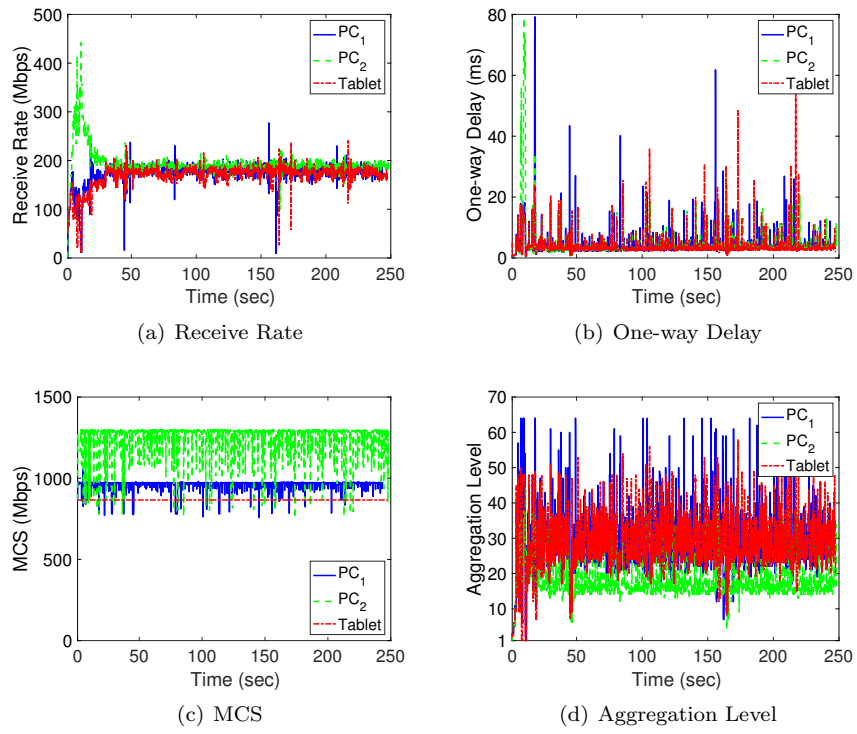 500
400
300
200
100
0
Receive Rate (Mbps)
PC1
PC2
Tablet
0 50 100 150 200 250
Time (sec)
(a) Receive Rate
80
60
40
20
0
One-way Delay (ms)
PC1
PC2
Tablet
0 50 100 150 200 250
Time (sec)
(b) One-way Delay
1500
1000
500
0
MCS (Mbps)
PC1
PC2
Tablet
0 50 100 150 200 250
Time (sec)
(c) MCS
70
60
50
40
30
20
10
1
Aggregation Level
PC1
PC2
Tablet
0 50 100 150 200 250
Time (sec)
(d) Aggregation Level